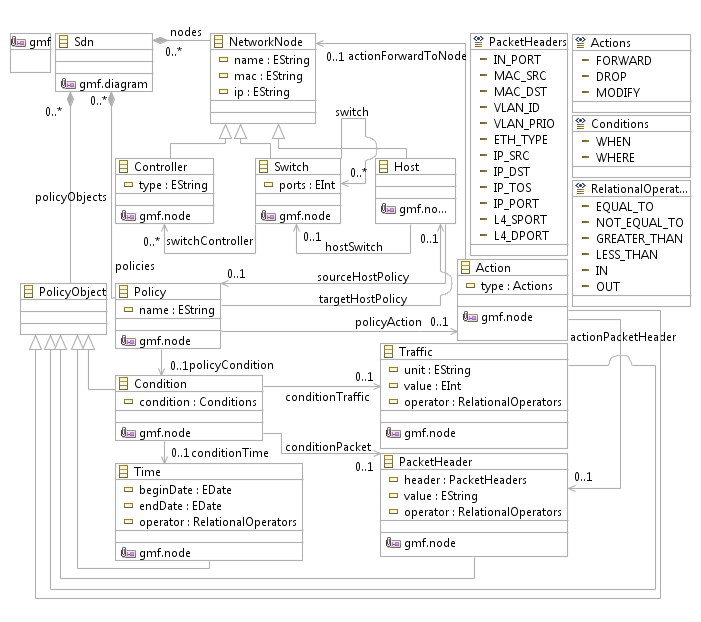 gmf
Sdn
gmf.diagram
nodes
0..*
NetworkNode
name : EString
mac : EString
ip : EString
0..1
actionForwardToNode
PacketHeaders
IN_PORT
MAC_SRC
MAC_DST
VLAN_ID
VLAN_PRIO
ETH_TYPE
IP_SRC
IP_DST
IP_TOS
IP_PORT
L4_SPORT
L4_DPORT
Actions
FORWARD
DROP
MODIFY
Conditions
WHEN
WHERE
RelationalOperat...
EQUAL_TO
NOT_EQUAL_TO
GREATER_THAN
LESS_THAN
IN
OUT
0..*
0..*
policyObjects
policies
Controller
type : EString
gmf.node
Switch
ports : EInt
gmf.node
switch
0..*
Host
gmf.no...
0..*
switchController
0..1
hostSwitch
0..1
0..1
sourceHostPolicy
targetHostPolicy
PolicyObject
Policy
name : EString
gmf.node
policyAction
0..1
Action
type : Actions
gmf.node
actionPacketHeader
0..1
0..1
policyCondition
Condition
condition : Conditions
gmf.node
0..1
conditionTraffic
Traffic
unit : EString
value : EInt
operator : RelationalOperators
gmf.node
conditionPacket
0..1
0..1
conditionTime
Time
beginDate : EDate
endDate : EDate
operator : RelationalOperators
gmf.node
PacketHeader
header : PacketHeaders
value : EString
operator : RelationalOperators
gmf.node